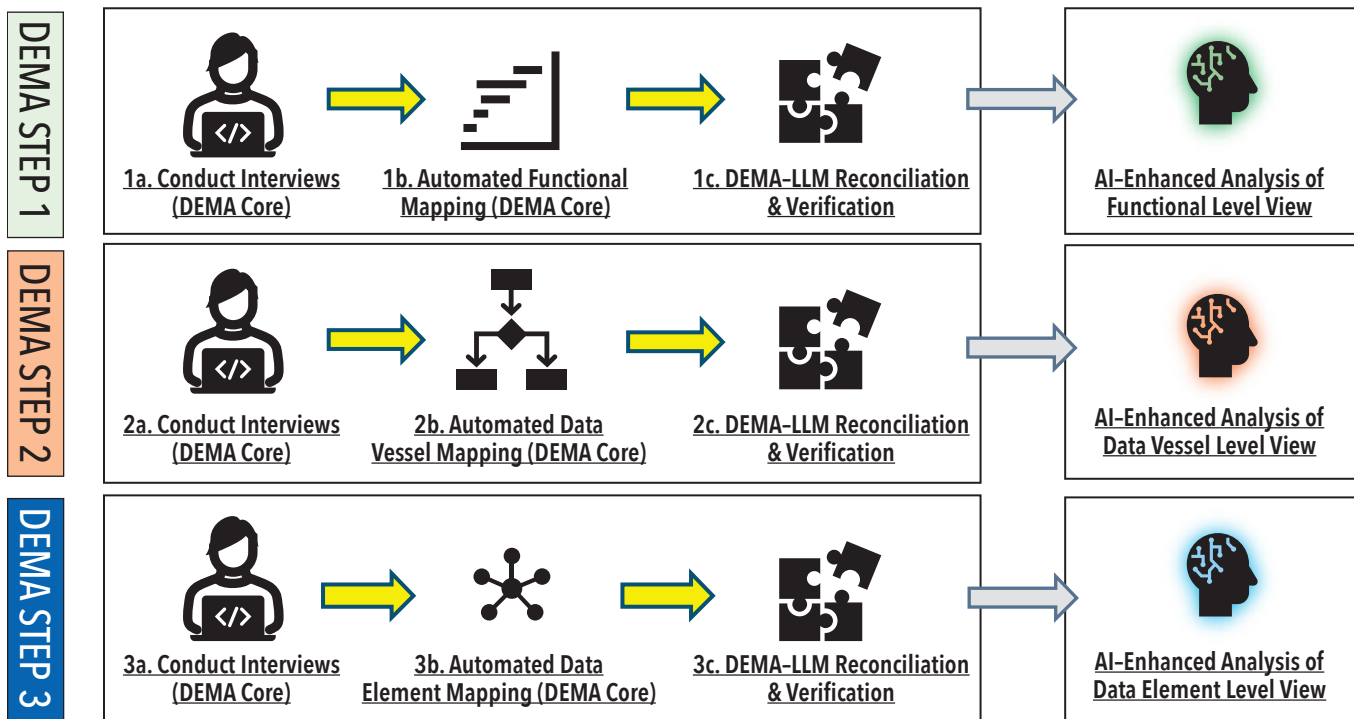 DEMA STEP 1
</>
1a. Conduct Interviews
(DEMA Core)
1b. Automated Functional
Mapping (DEMA Core)
1c. DEMA–LLM Reconciliation
& Verification
AI–Enhanced Analysis of
Functional Level View
DEMA STEP 2
</>
2a. Conduct Interviews
(DEMA Core)
2b. Automated Data
Vessel Mapping (DEMA Core)
2c. DEMA–LLM Reconciliation
& Verification
AI–Enhanced Analysis of
Data Vessel Level View
DEMA STEP 3
</>
3a. Conduct Interviews
(DEMA Core)
3b. Automated Data
Element Mapping (DEMA Core)
3c. DEMA–LLM Reconciliation
& Verification
AI–Enhanced Analysis of
Data Element Level View